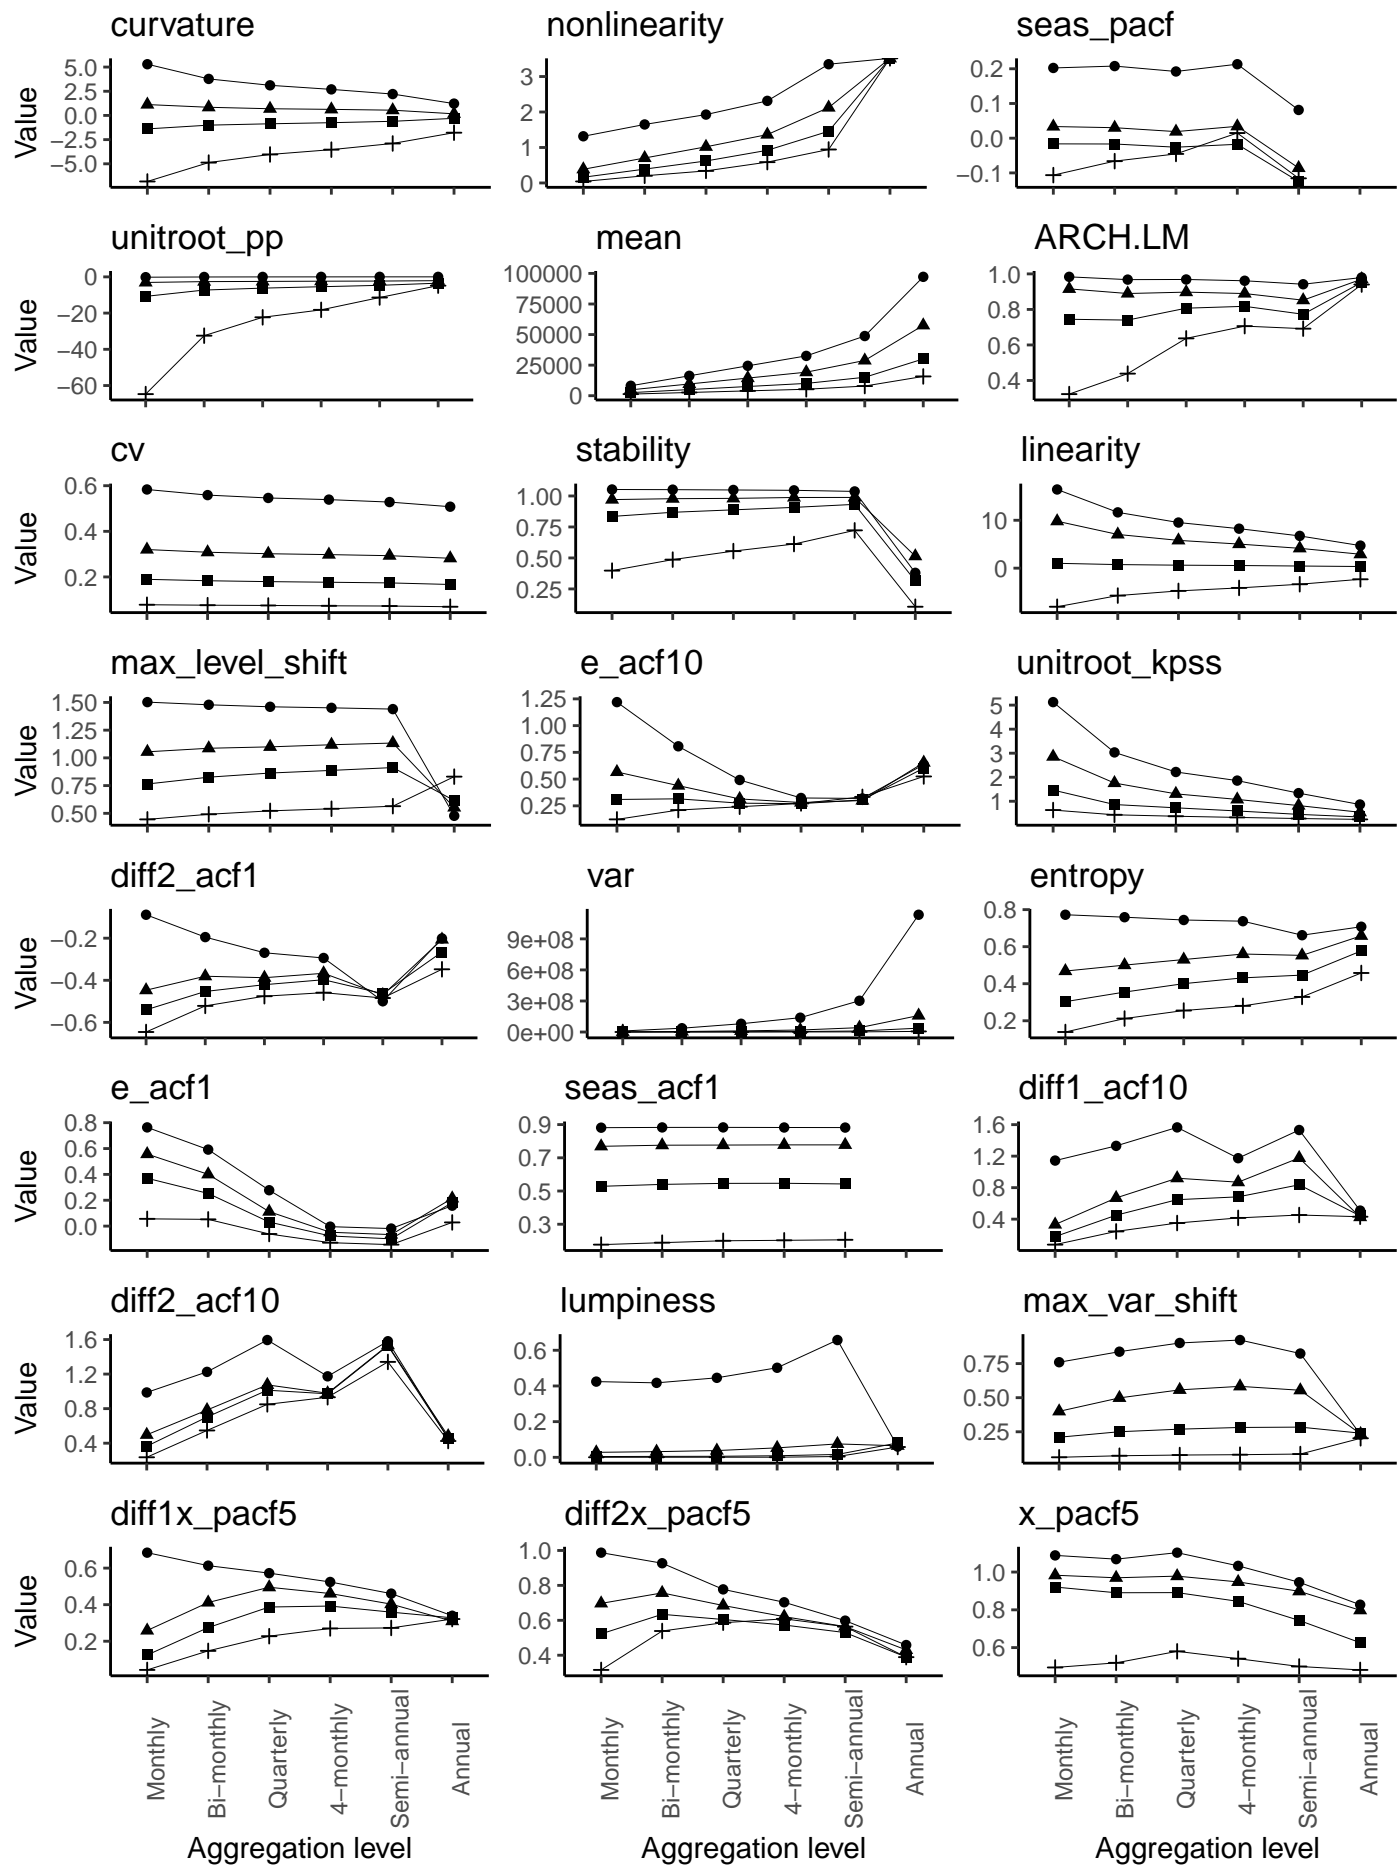 curvature nonlinearity seas_pacf
Value
5.0
2.5
0.0
−2.5
−5.0
3
2
1
0
0.2
0.1
0.0
−0.1
unitroot_pp mean ARCH.LM
Value
0
−20
−40
−60
100000
75000
50000
25000
0
1.0
0.8
0.6
0.4
cv stability linearity
Value
0.6
0.4
0.2
1.00
0.75
0.50
0.25
10
0
max_level_shift e_acf10 unitroot_kpss
Value
1.50
1.25
1.00
0.75
0.50
1.25
1.00
0.75
0.50
0.25
5
4
3
2
1
diff2_acf1 var entropy
Value
−0.2
−0.4
−0.6
9e+08
6e+08
3e+08
0e+00
0.8
0.6
0.4
0.2
e_acf1 seas_acf1 diff1_acf10
Value
0.8
0.6
0.4
0.2
0.0
0.9
0.7
0.5
0.3
1.6
1.2
0.8
0.4
diff2_acf10 lumpiness max_var_shift
Value
1.6
1.2
0.8
0.4
0.6
0.4
0.2
0.0
0.75
0.50
0.25
diff1x_pacf5 diff2x_pacf5 x_pacf5
Value
0.6
0.4
0.2
1.0
0.8
0.6
0.4
1.0
0.8
0.6
Monthly
Bi−monthly
Quarterly
4−monthly
Semi−annual
Annual
Monthly
Bi−monthly
Quarterly
4−monthly
Semi−annual
Annual
Monthly
Bi−monthly
Quarterly
4−monthly
Semi−annual
Annual
Aggregation level Aggregation level Aggregation level